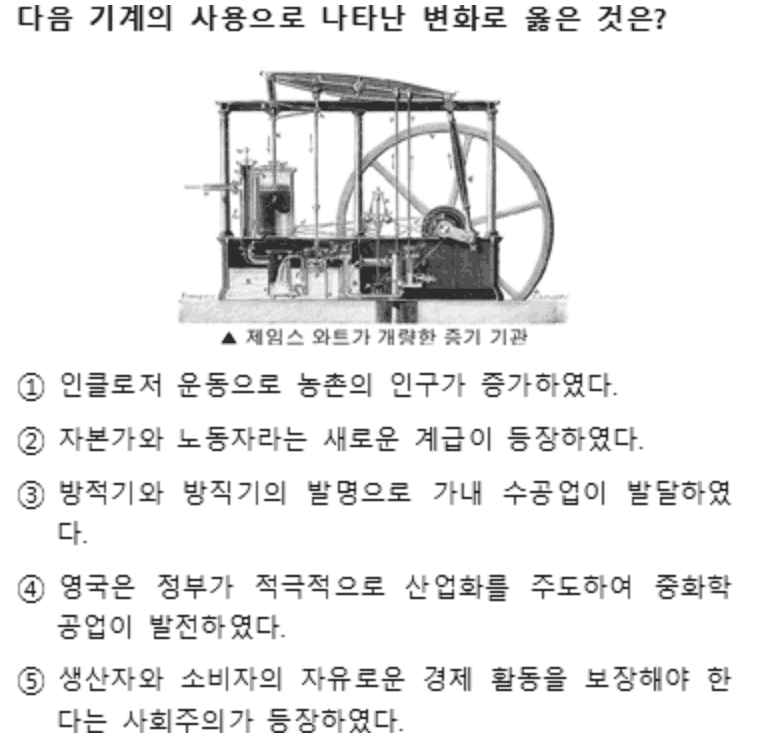 다음 기계의 사용으로 나타난 변화로 옳은 것은?
▲ 제임스 와트가 개량한 증기 기관
① 인클로저 운동으로 농촌의 인구가 증가하였다.
② 자본가와 노동자라는 새로운 계급이 등장하였다.
③ 방적기와 방직기의 발명으로 가내 수공업이 발달하였
다.
④ 영국은 정부가 적극적으로 산업화를 주도하여 중화학
공업이 발전하였다.
⑤ 생산자와 소비자의 자유로운 경제 활동을 보장해야 한
다는 사회주의가 등장하였다.